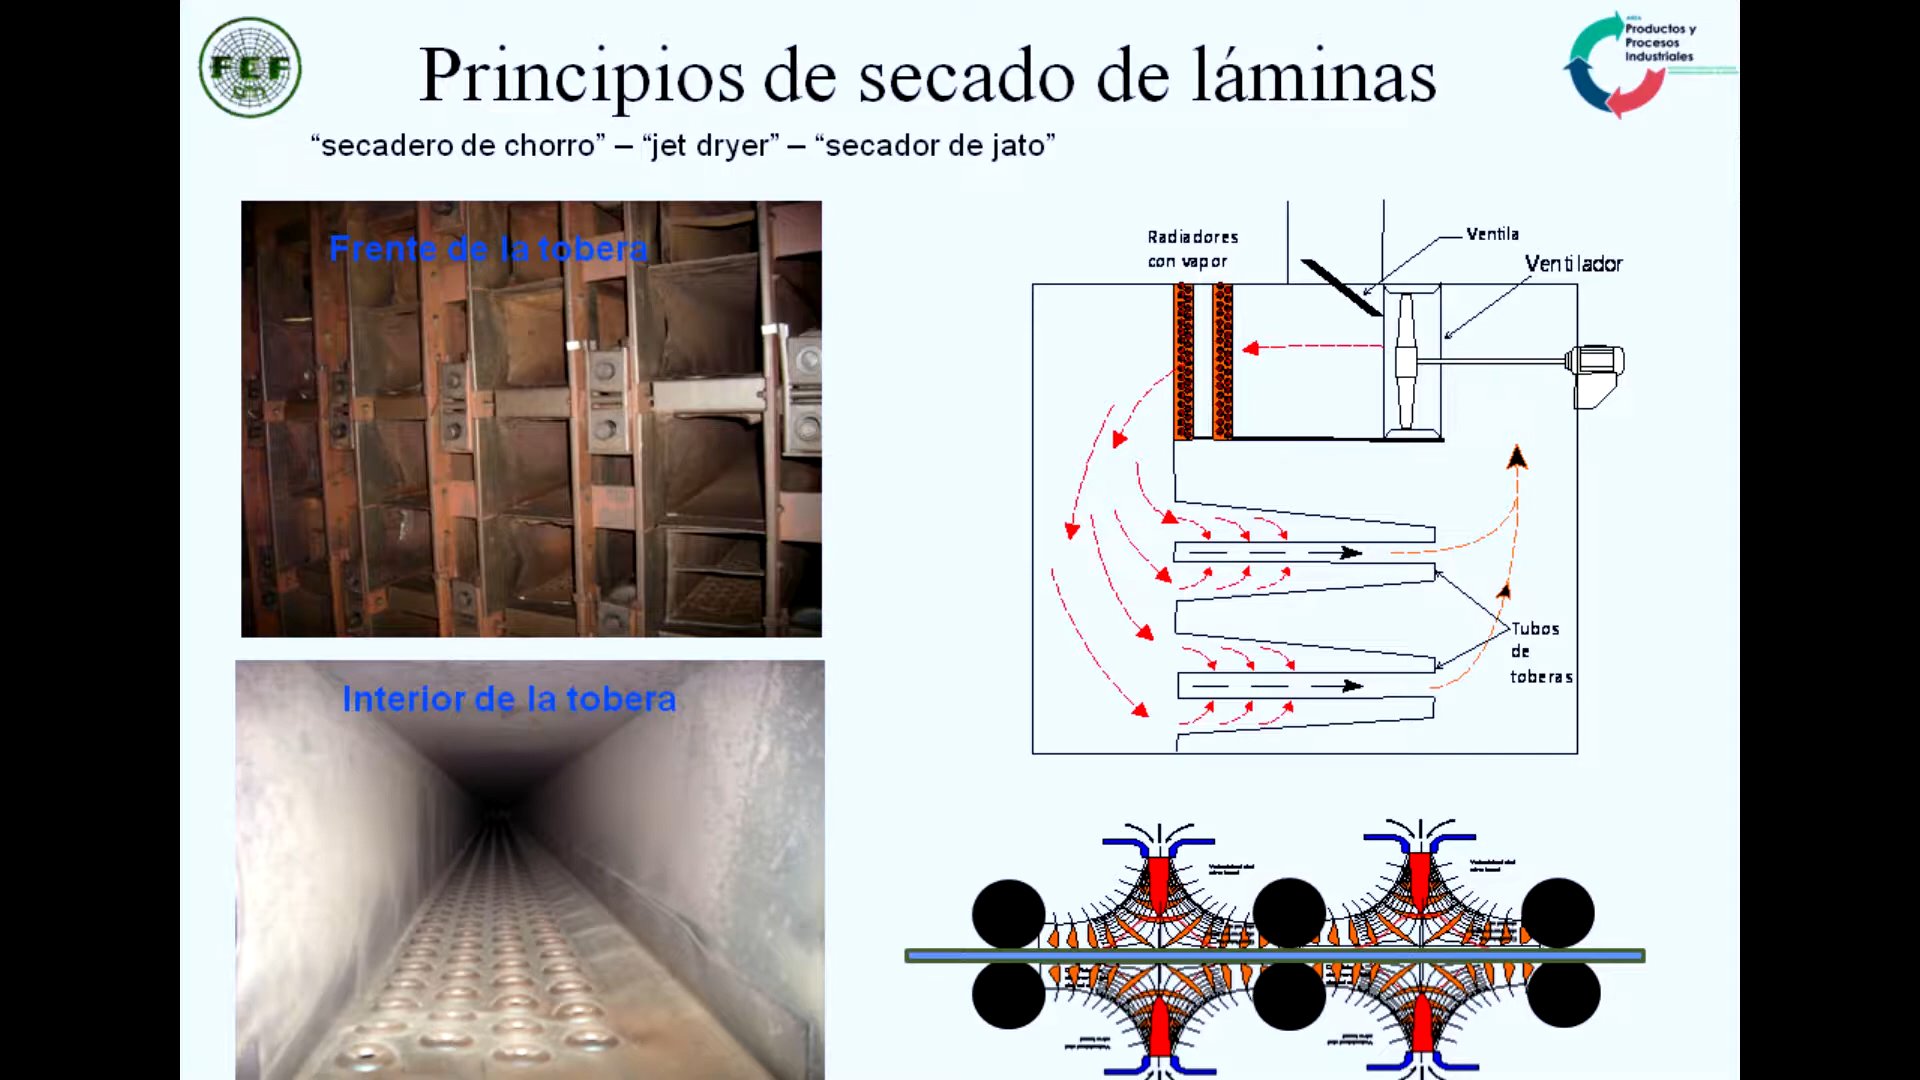 FCF
ÁREA
Productos y
Procesos
Industriales
Principios de secado de láminas
“secadero de chorro” – “jet dryer” – “secador de jato”
Frente de la tobera
Interior de la tobera
Radiadores
con vapor
Ventila
Ventilador
Tubos
de
toberas